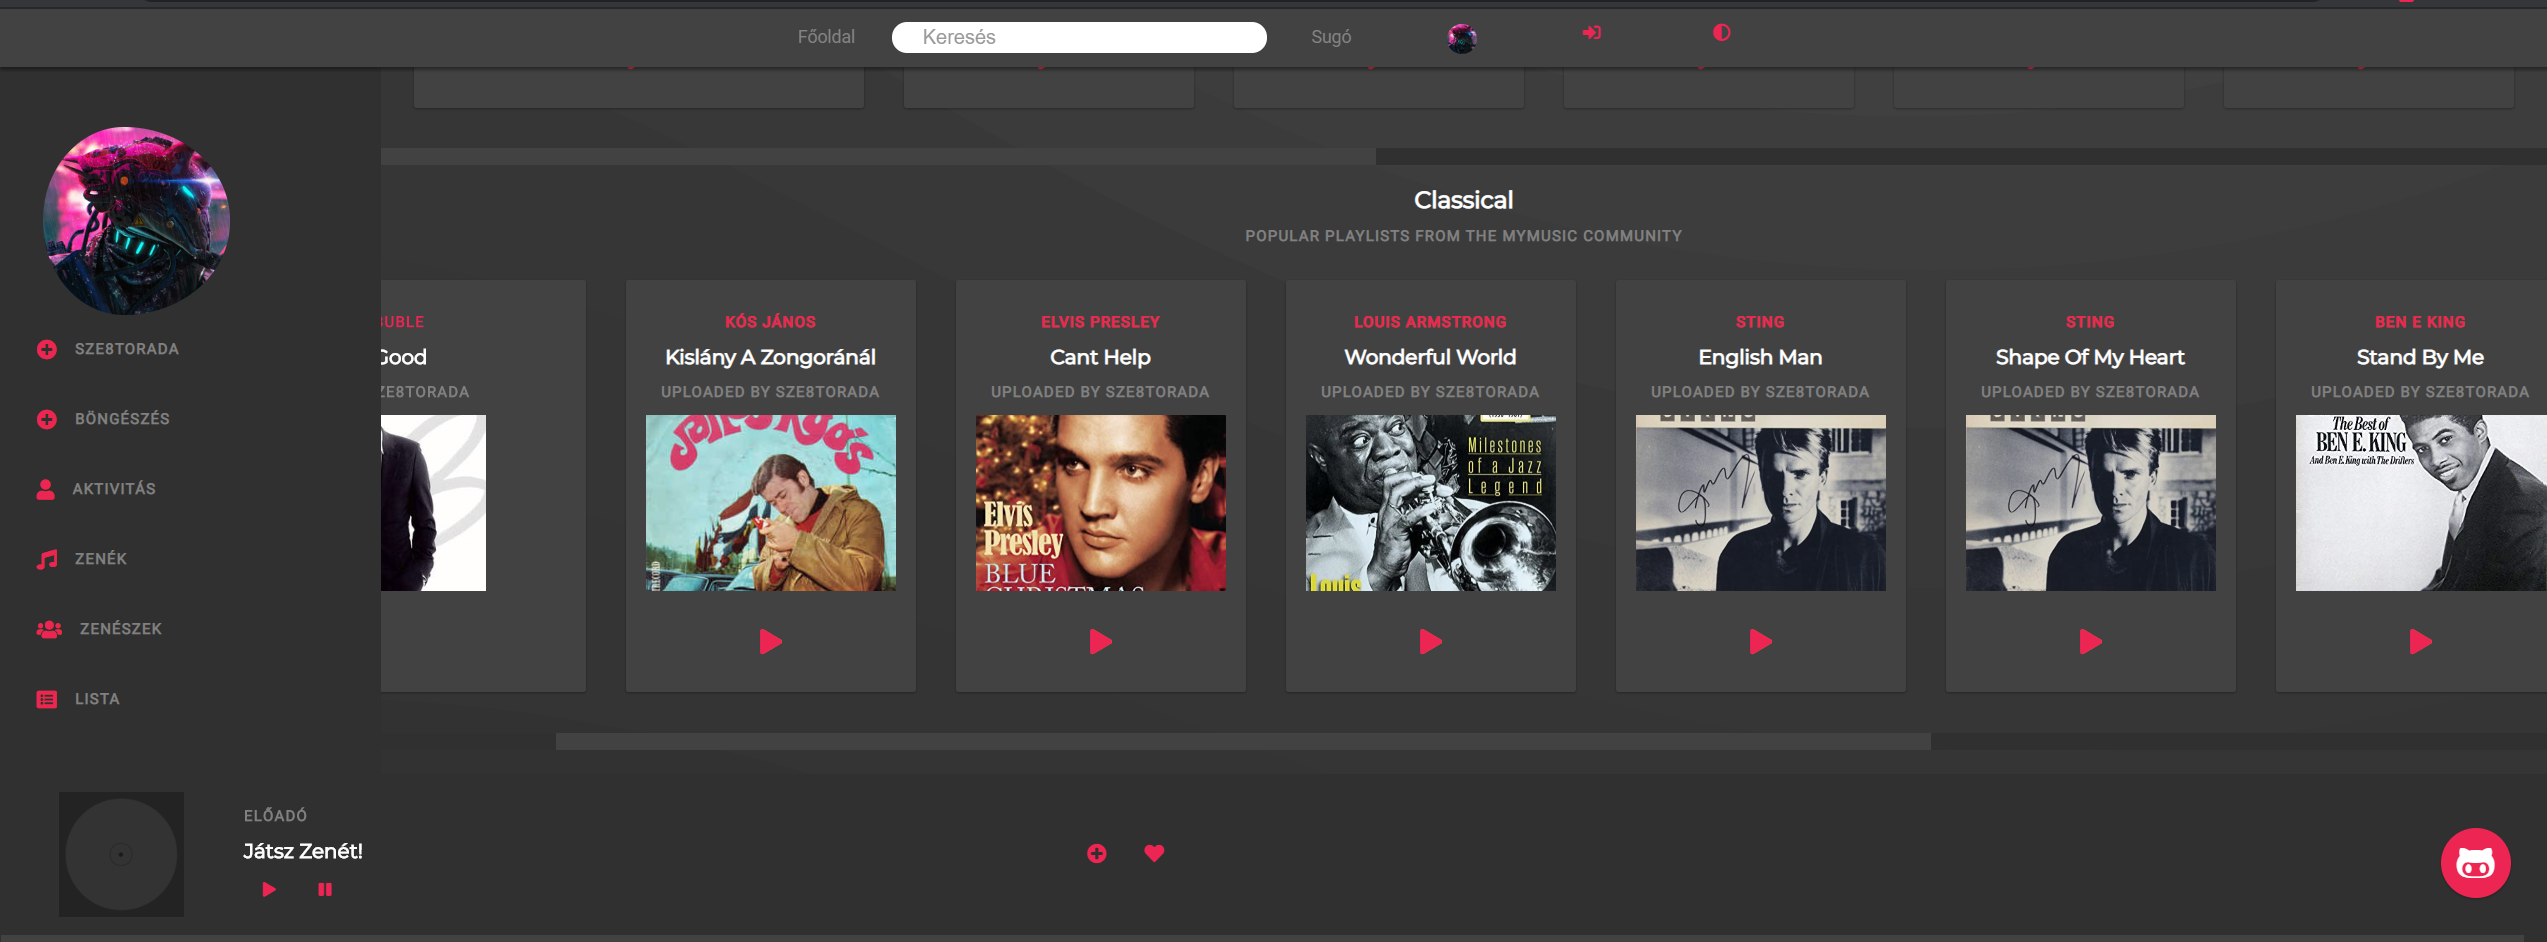 Főoldal
Keresés
Sugó
Classical
POPULAR PLAYLISTS FROM THE MYMUSIC COMMUNITY
SZE8TORADA
BÖNGÉSZÉS
AKTIVITÁS
ZENÉK
ZENÉSZEK
LISTA
UBLE
Good
ZE8TORADA
KÓS JÁNOS
Kislány A Zongoránál
UPLOADED BY SZE8TORADA
ELVIS PRESLEY
Cant Help
UPLOADED BY SZE8TORADA
Elvis
Presley
BLUE
CHRISTMAS
LOUIS ARMSTRONG
Wonderful World
UPLOADED BY SZE8TORADA
Milestones
of a Jazz
Legend
Louis
STING
English Man
UPLOADED BY SZE8TORADA
STING
Shape Of My Heart
UPLOADED BY SZE8TORADA
BEN E KING
Stand By Me
UPLOADED BY SZE8TORADA
The Best of
BEN E. KING
And Ben E. King with The Drifters
ELŐADÓ
Játsz Zenét!